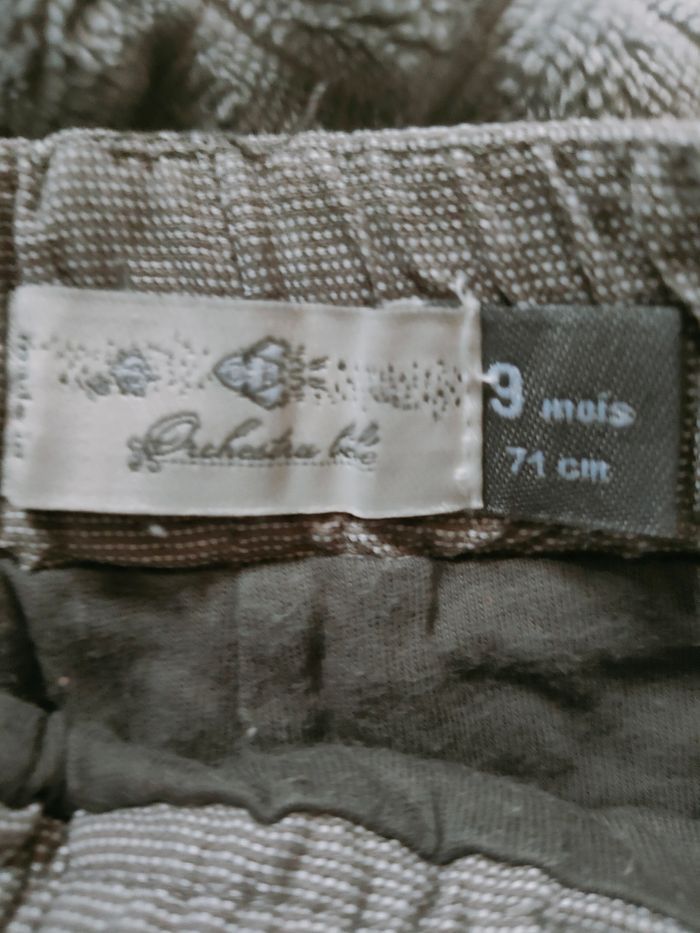 Orchestra
9 mois
71 cm